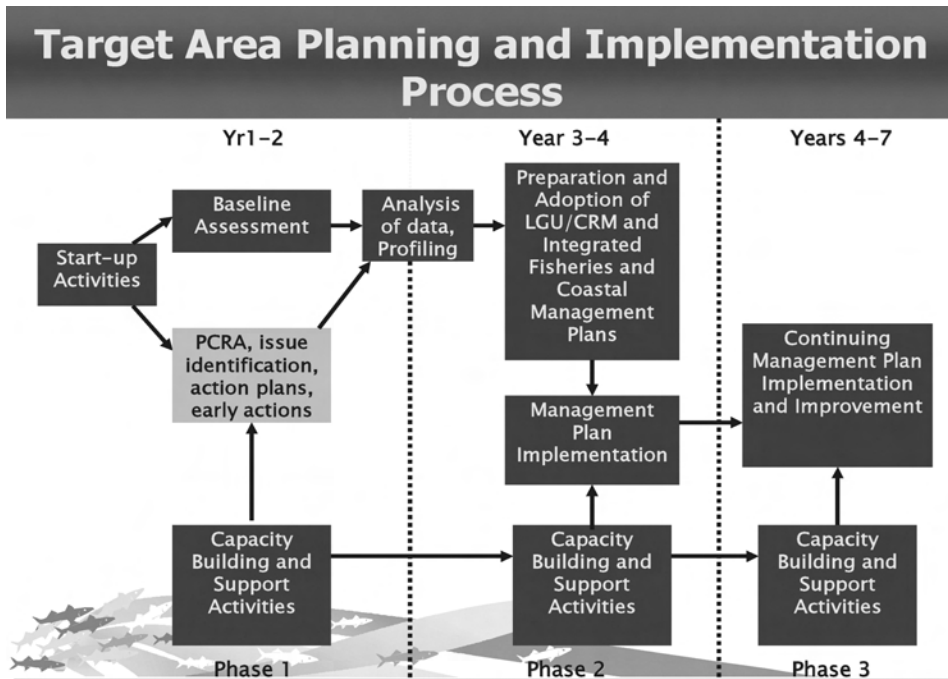 Target Area Planning and Implementation
Process
Yr1-2
Year 3-4
Years 4-7
Start-up
Activities
Baseline
Assessment
PCRA, issue
identification,
action plans,
early actions
Analysis
of data,
Profiling
Preparation and
Adoption of
LGU/CRM and
Integrated
Fisheries and
Coastal
Management
Plans
Management
Plan
Implementation
Continuing
Management Plan
Implementation
and Improvement
Capacity
Building and
Support
Activities
Capacity
Building and
Support
Activities
Capacity
Building and
Support
Activities
Phase 1
Phase 2
Phase 3